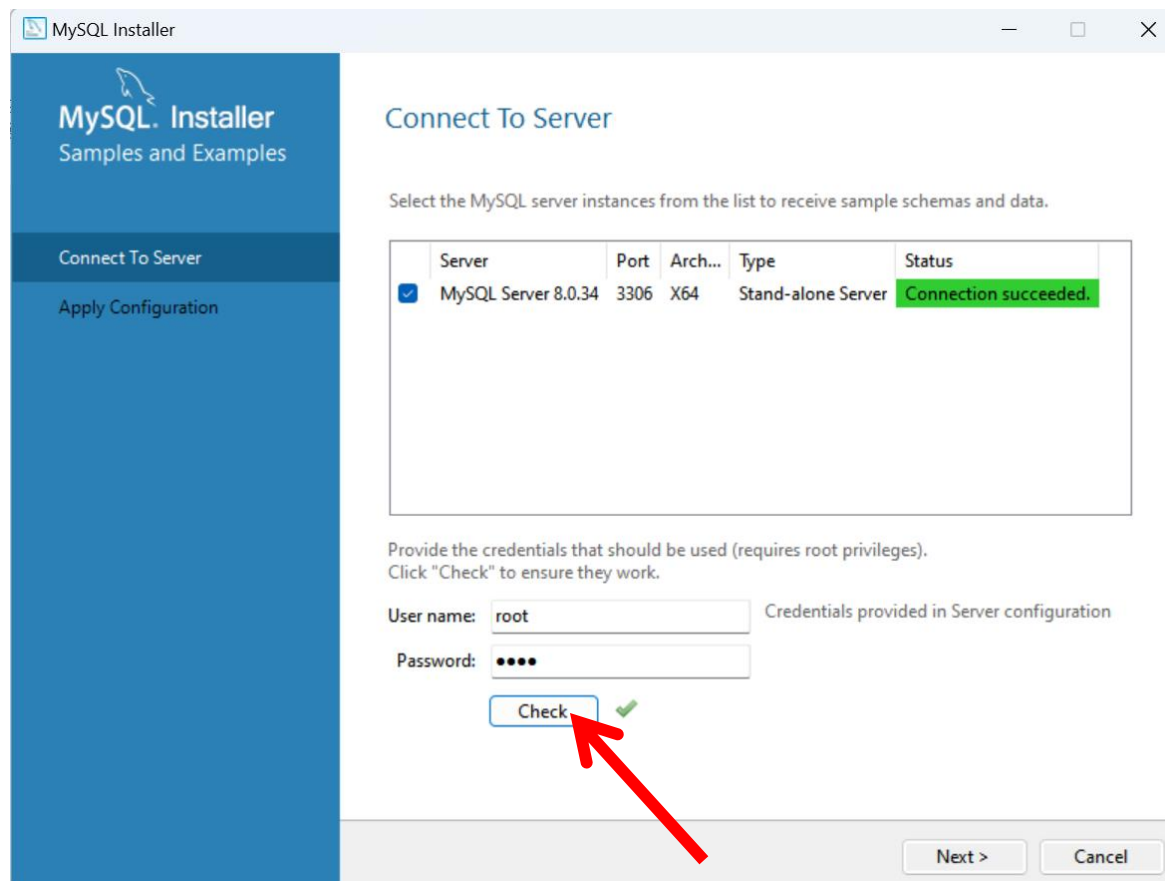 MySQL Installer
MySQL. Installer
Samples and Examples
Connect To Server
Apply Configuration
Connect To Server
Select the MySQL server instances from the list to receive sample schemas and data.
Server Port Arch... Type Status
MySQL Server 8.0.34 3306 X64 Stand-alone Server Connection succeeded.
Provide the credentials that should be used (requires root privileges).
Click "Check" to ensure they work.
User name: root Credentials provided in Server configuration
Password: ••••
Check
Next > Cancel